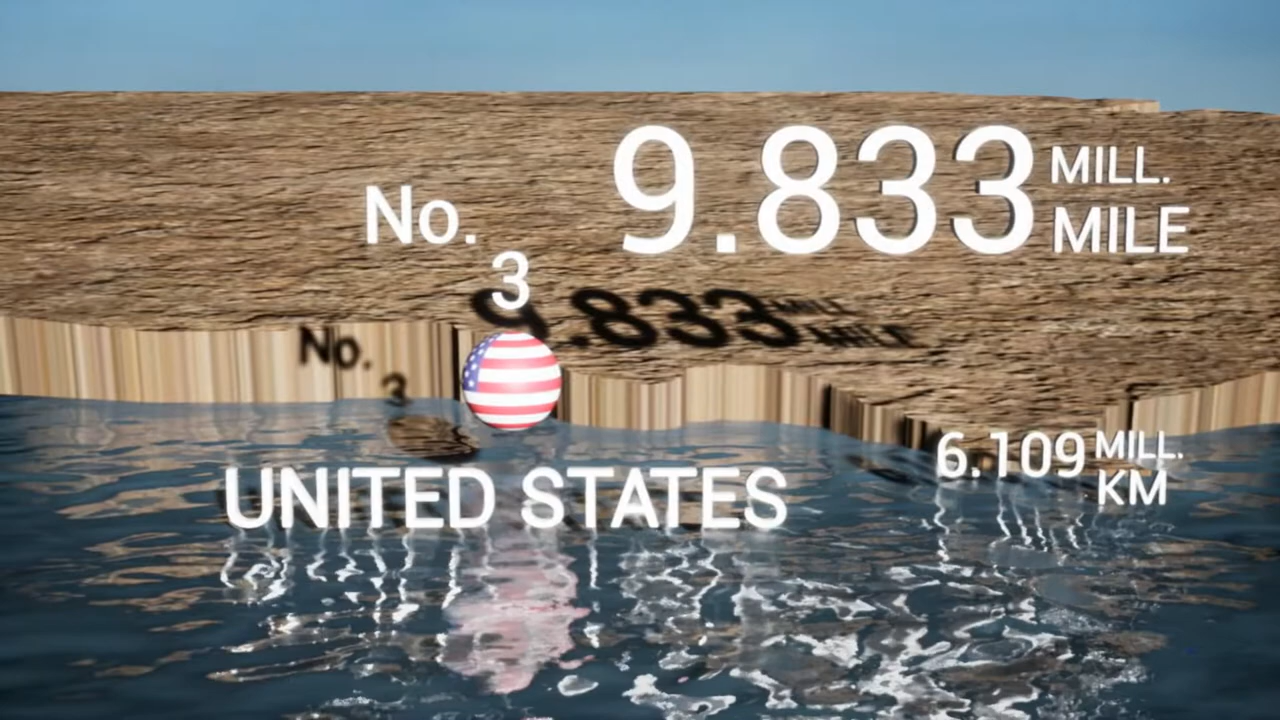 No.
3
9.833 MILL.
MILE
UNITED STATES
6.109 MILL.
KM